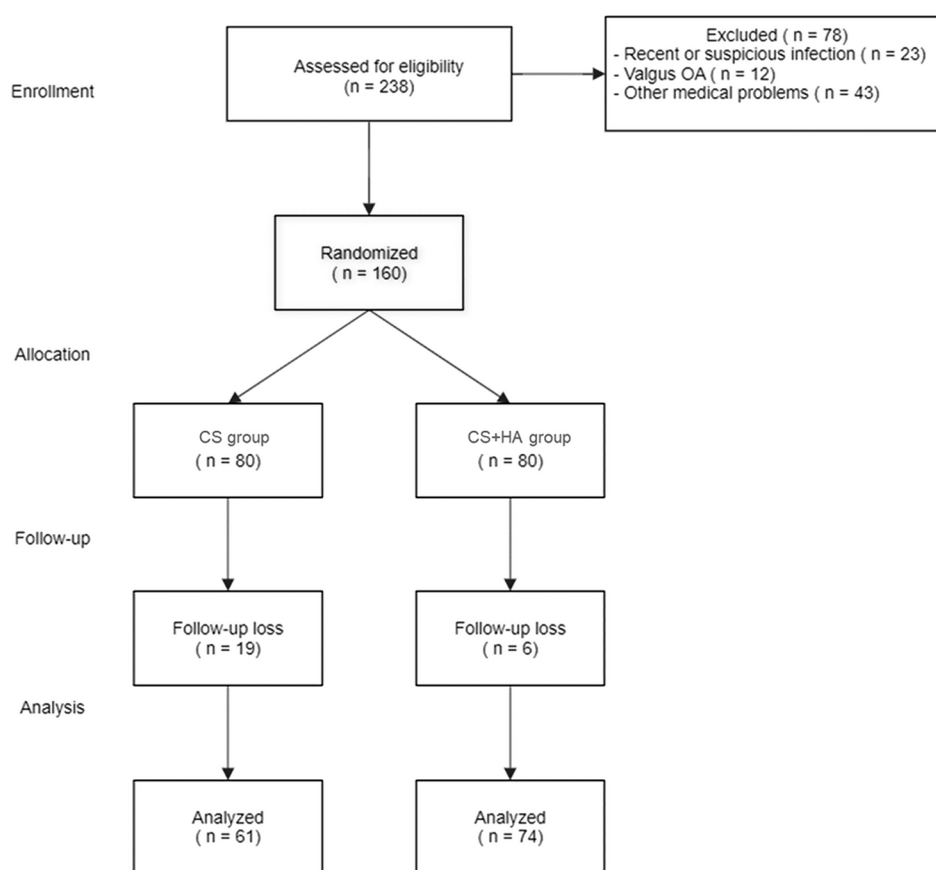 Enrollment
Assessed for eligibility
(n = 238)
Excluded ( n = 78)
- Recent or suspicious infection ( n = 23)
- Valgus OA ( n = 12)
- Other medical problems ( n = 43)
Randomized
( n = 160)
Allocation
CS group
( n = 80)
CS+HA group
( n = 80)
Follow-up
Follow-up loss
( n = 19)
Follow-up loss
( n = 6)
Analysis
Analyzed
( n = 61)
Analyzed
( n = 74)